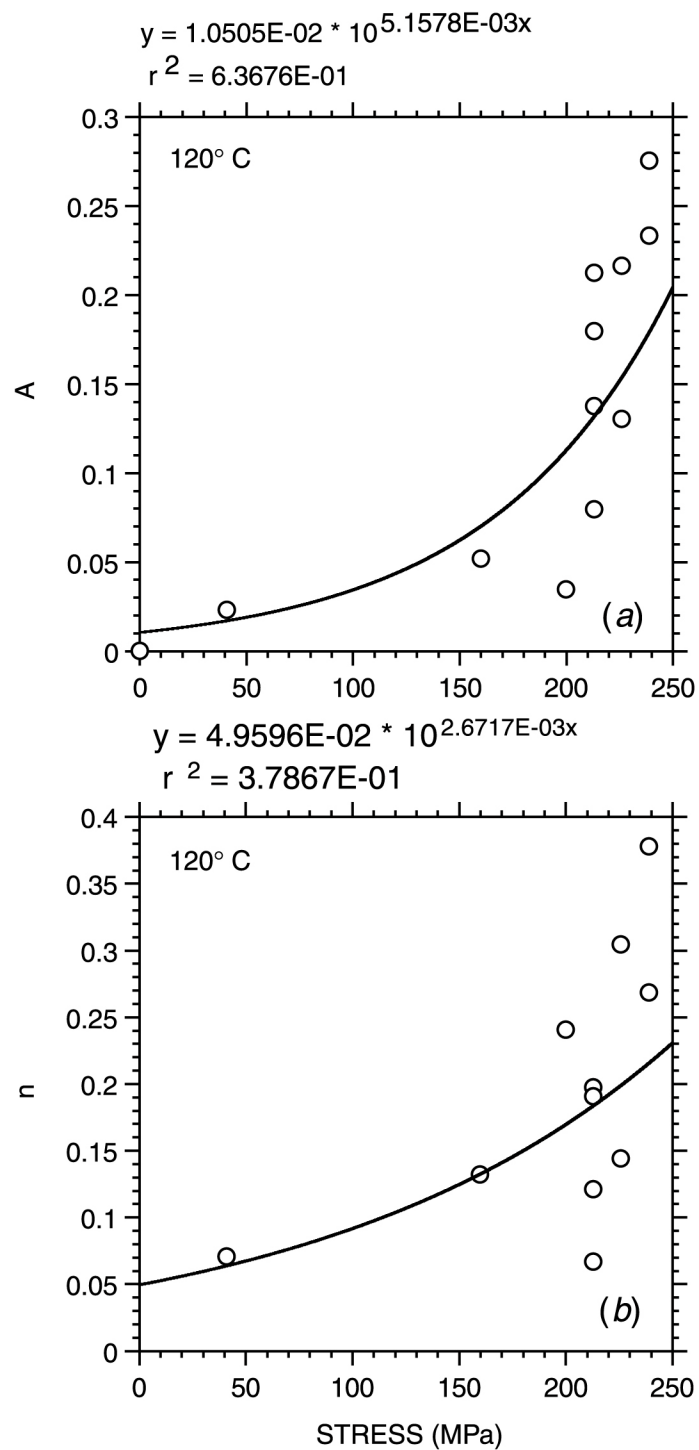 y = 1.0505E-02 * 10^5.1578E-03x
r 2 = 6.3676E-01
0.3
120° C
0.25
0.2
A
0.15
0.1
0.05
(a)
0
0 50 100 150 200 250
y = 4.9596E-02 * 10^2.6717E-03x
r 2 = 3.7867E-01
0.4
120° C
0.35
0.3
0.25
n
0.2
0.15
0.1
0.05
(b)
0
0 50 100 150 200 250
STRESS (MPa)